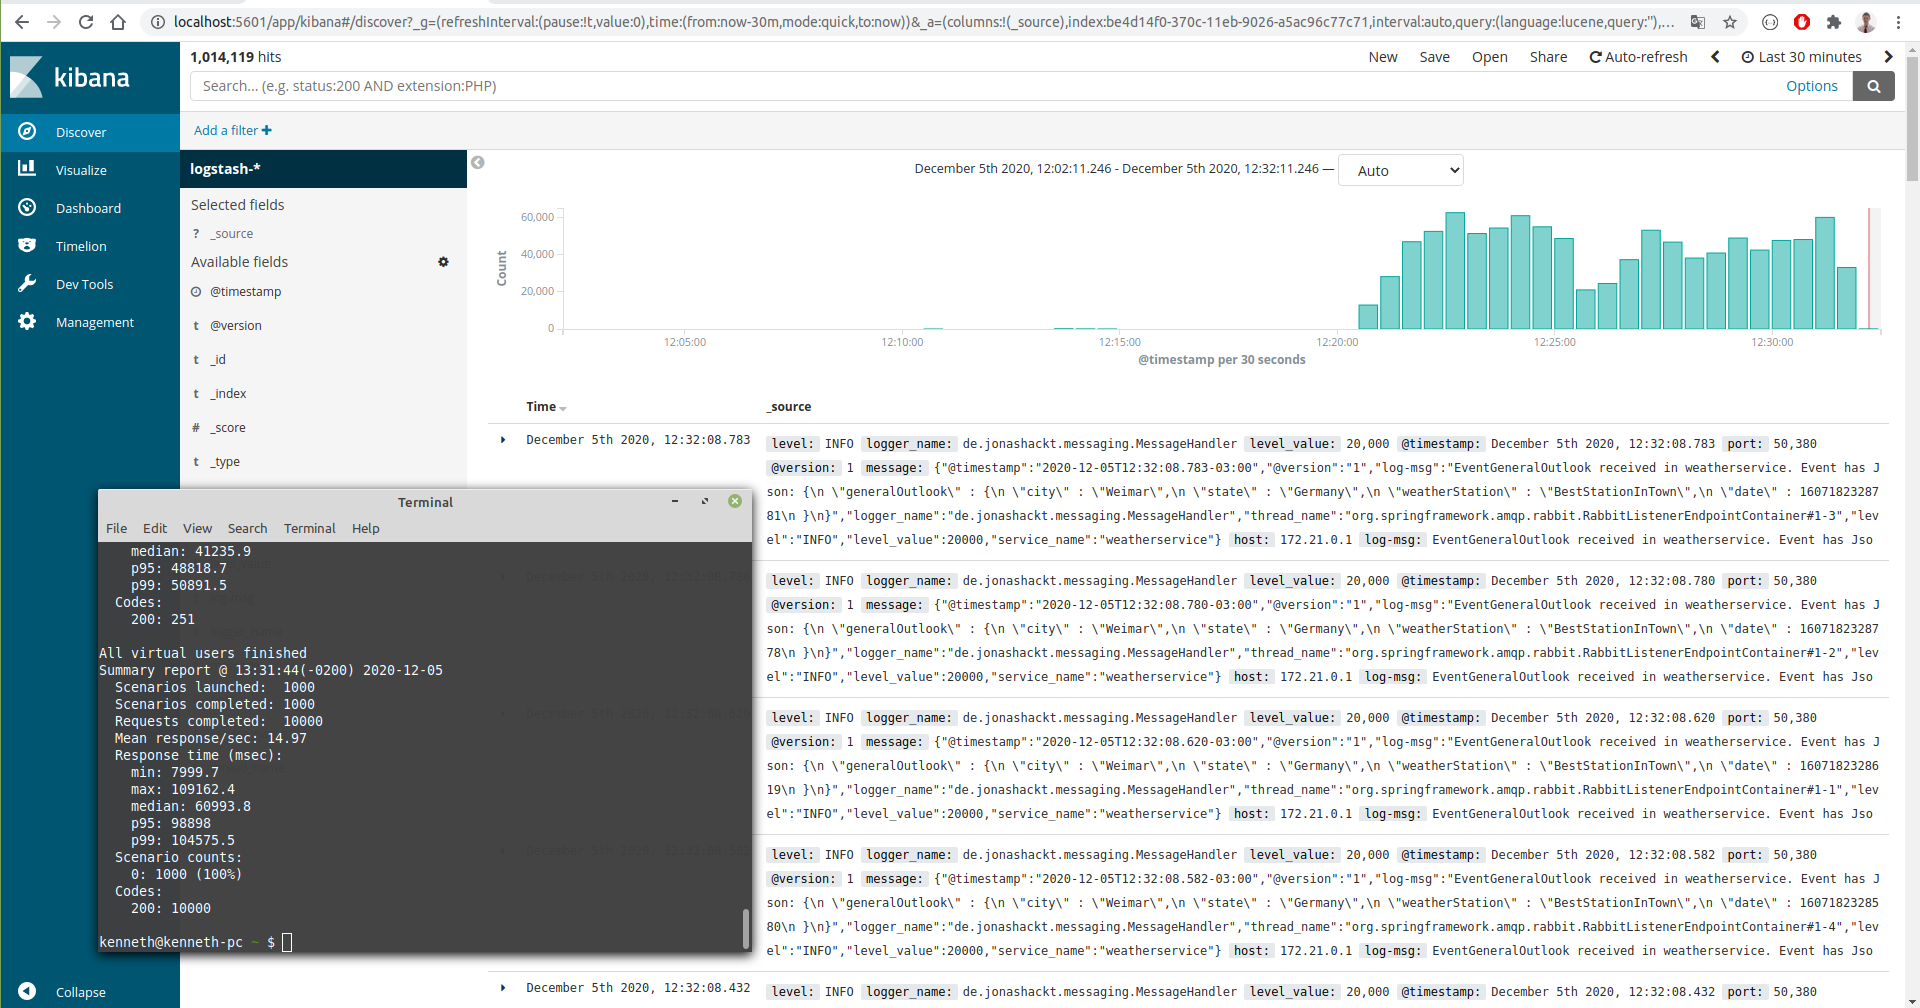 localhost:5601/app/kibana#/discover?_g=(refreshInterval:(pause:!t,value:0),time:(from:now-30m,mode:quick,to:now))&_a=(columns:!(_source),index:be4d14f0-370c-11eb-9026-a5ac96c77c71,interval:auto,query:(language:lucene,query:''),...
kibana
Discover
Visualize
Dashboard
Timelion
Dev Tools
Management
Collapse
1,014,119 hits
New Save Open Share Auto-refresh Last 30 minutes
Search... (e.g. status:200 AND extension:PHP)
Options
Add a filter +
logstash-*
Selected fields
? _source
Available fields
@timestamp
t @version
t _id
t _index
# _score
t _type
December 5th 2020, 12:02:11.246 - December 5th 2020, 12:32:11.246 — Auto
Count
60,000
40,000
20,000
0
12:05:00 12:10:00 12:15:00 12:20:00 12:25:00 12:30:00
@timestamp per 30 seconds
Time _source
December 5th 2020, 12:32:08.783 level: INFO logger_name: de.jonashackt.messaging.MessageHandler level_value: 20,000 @timestamp: December 5th 2020, 12:32:08.783 port: 50,380
@version: 1 message: {"@timestamp":"2020-12-05T12:32:08.783-03:00","@version":"1","log-msg":"EventGeneralOutlook received in weatherservice. Event has J
son: {\n \"generalOutlook\" : {\n \"city\" : \"Weimar\",\n \"state\" : \"Germany\",\n \"weatherStation\" : \"BestStationInTown\",\n \"date\" : 16071823287
81\n }\n}","logger_name":"de.jonashackt.messaging.MessageHandler","thread_name":"org.springframework.amqp.rabbit.RabbitListenerEndpointContainer#1-3","lev
el":"INFO","level_value":20000,"service_name":"weatherservice"} host: 172.21.0.1 log-msg: EventGeneralOutlook received in weatherservice. Event has Jso
level: INFO logger_name: de.jonashackt.messaging.MessageHandler level_value: 20,000 @timestamp: December 5th 2020, 12:32:08.780 port: 50,380
@version: 1 message: {"@timestamp":"2020-12-05T12:32:08.780-03:00","@version":"1","log-msg":"EventGeneralOutlook received in weatherservice. Event has J
son: {\n \"generalOutlook\" : {\n \"city\" : \"Weimar\",\n \"state\" : \"Germany\",\n \"weatherStation\" : \"BestStationInTown\",\n \"date\" : 16071823287
78\n }\n}","logger_name":"de.jonashackt.messaging.MessageHandler","thread_name":"org.springframework.amqp.rabbit.RabbitListenerEndpointContainer#1-2","lev
el":"INFO","level_value":20000,"service_name":"weatherservice"} host: 172.21.0.1 log-msg: EventGeneralOutlook received in weatherservice. Event has Jso
level: INFO logger_name: de.jonashackt.messaging.MessageHandler level_value: 20,000 @timestamp: December 5th 2020, 12:32:08.620 port: 50,380
@version: 1 message: {"@timestamp":"2020-12-05T12:32:08.620-03:00","@version":"1","log-msg":"EventGeneralOutlook received in weatherservice. Event has J
son: {\n \"generalOutlook\" : {\n \"city\" : \"Weimar\",\n \"state\" : \"Germany\",\n \"weatherStation\" : \"BestStationInTown\",\n \"date\" : 16071823286
19\n }\n}","logger_name":"de.jonashackt.messaging.MessageHandler","thread_name":"org.springframework.amqp.rabbit.RabbitListenerEndpointContainer#1-1","lev
el":"INFO","level_value":20000,"service_name":"weatherservice"} host: 172.21.0.1 log-msg: EventGeneralOutlook received in weatherservice. Event has Jso
level: INFO logger_name: de.jonashackt.messaging.MessageHandler level_value: 20,000 @timestamp: December 5th 2020, 12:32:08.582 port: 50,380
@version: 1 message: {"@timestamp":"2020-12-05T12:32:08.582-03:00","@version":"1","log-msg":"EventGeneralOutlook received in weatherservice. Event has J
son: {\n \"generalOutlook\" : {\n \"city\" : \"Weimar\",\n \"state\" : \"Germany\",\n \"weatherStation\" : \"BestStationInTown\",\n \"date\" : 16071823285
80\n }\n}","logger_name":"de.jonashackt.messaging.MessageHandler","thread_name":"org.springframework.amqp.rabbit.RabbitListenerEndpointContainer#1-4","lev
el":"INFO","level_value":20000,"service_name":"weatherservice"} host: 172.21.0.1 log-msg: EventGeneralOutlook received in weatherservice. Event has Jso
December 5th 2020, 12:32:08.432 level: INFO logger_name: de.jonashackt.messaging.MessageHandler level_value: 20,000 @timestamp: December 5th 2020, 12:32:08.432 port: 50,380
Terminal
File Edit View Search Terminal Help
median: 41235.9
p95: 48818.7
p99: 50891.5
Codes:
200: 251
All virtual users finished
Summary report @ 13:31:44(-0200) 2020-12-05
Scenarios launched: 1000
Scenarios completed: 1000
Requests completed: 10000
Mean response/sec: 14.97
Response time (msec):
min: 7999.7
max: 109162.4
median: 60993.8
p95: 98898
p99: 104575.5
Scenario counts:
0: 1000 (100%)
Codes:
200: 10000
kenneth@kenneth-pc ~ $